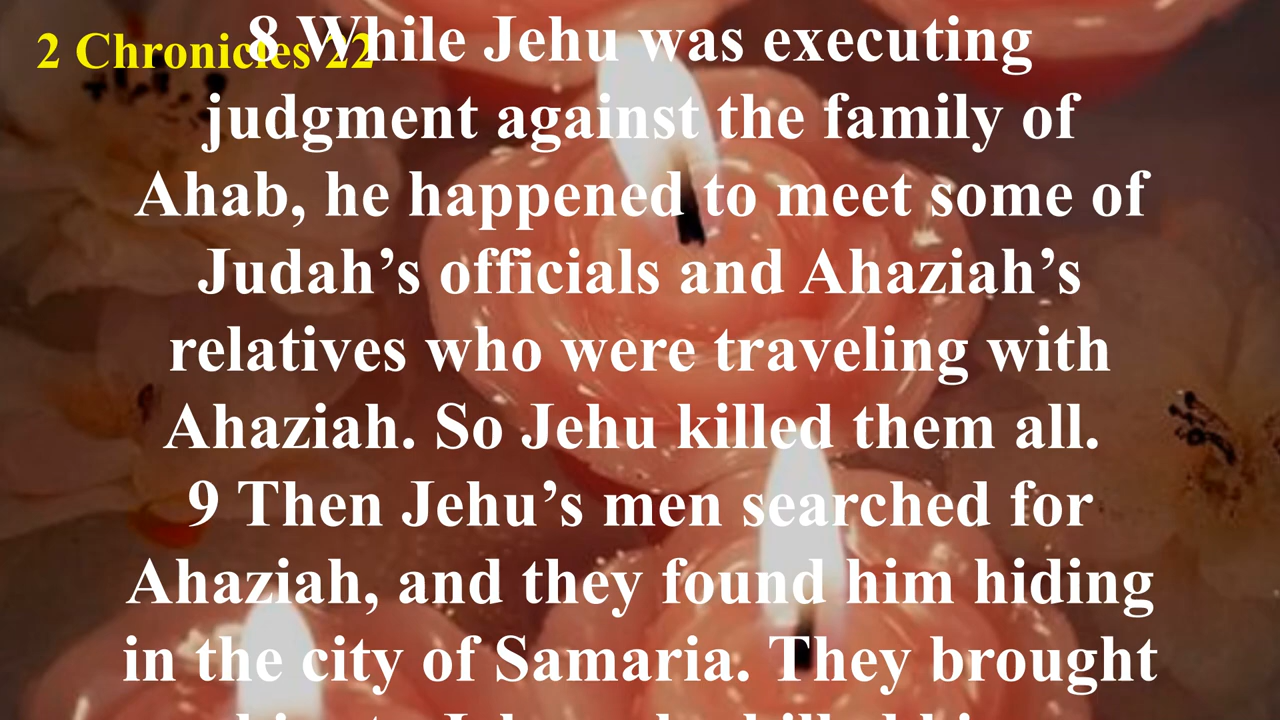 2 Chronicles 22
8 While Jehu was executing
judgment against the family of
Ahab, he happened to meet some of
Judah’s officials and Ahaziah’s
relatives who were traveling with
Ahaziah. So Jehu killed them all.
9 Then Jehu’s men searched for
Ahaziah, and they found him hiding
in the city of Samaria. They brought